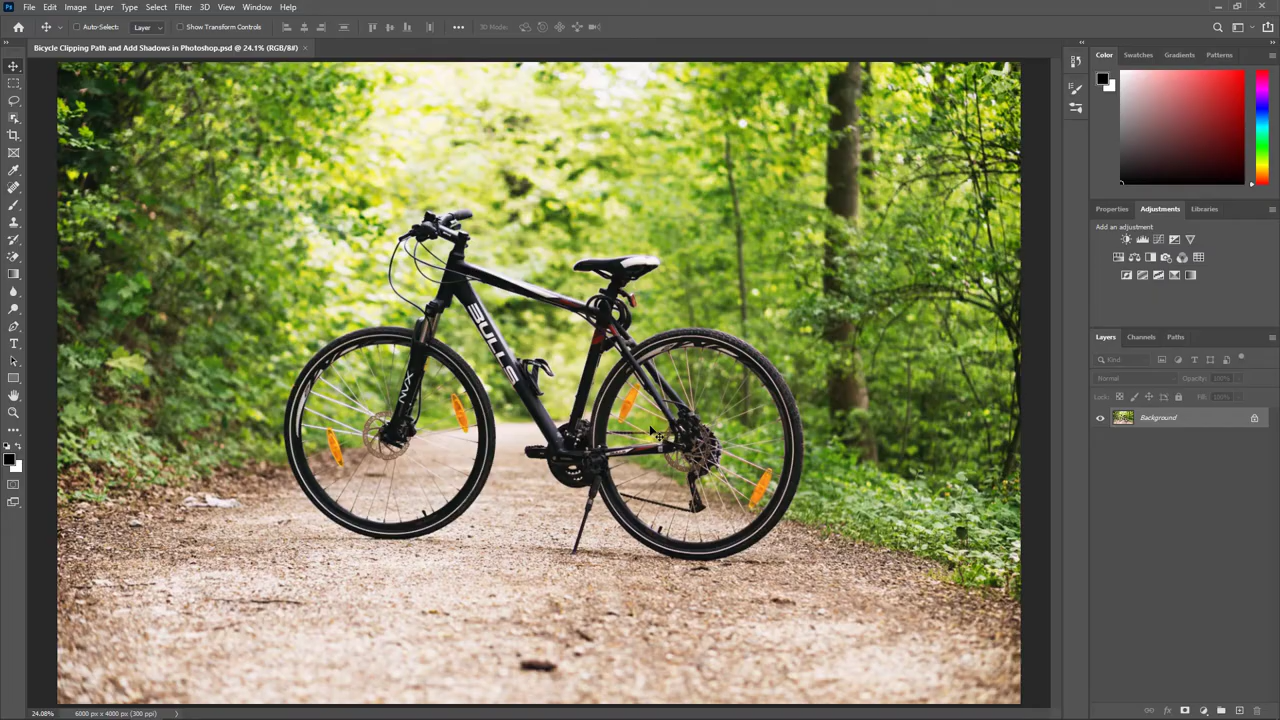 Ps File Edit Image Layer Type Select Filter 3D View Window Help
Auto-Select: Layer Show Transform Controls 3D Mode:
Bicycle Clipping Path and Add Shadows in Photoshop.psd @ 24.1% (RGB/8#)
Color Swatches Gradients Patterns
Properties Adjustments Libraries
Add an adjustment
BULLS
MX
Layers Channels Paths
Kind
Normal Opacity: 100%
Lock: Fill: 100%
Background
24.08% 6000 px x 4000 px (300 ppi)